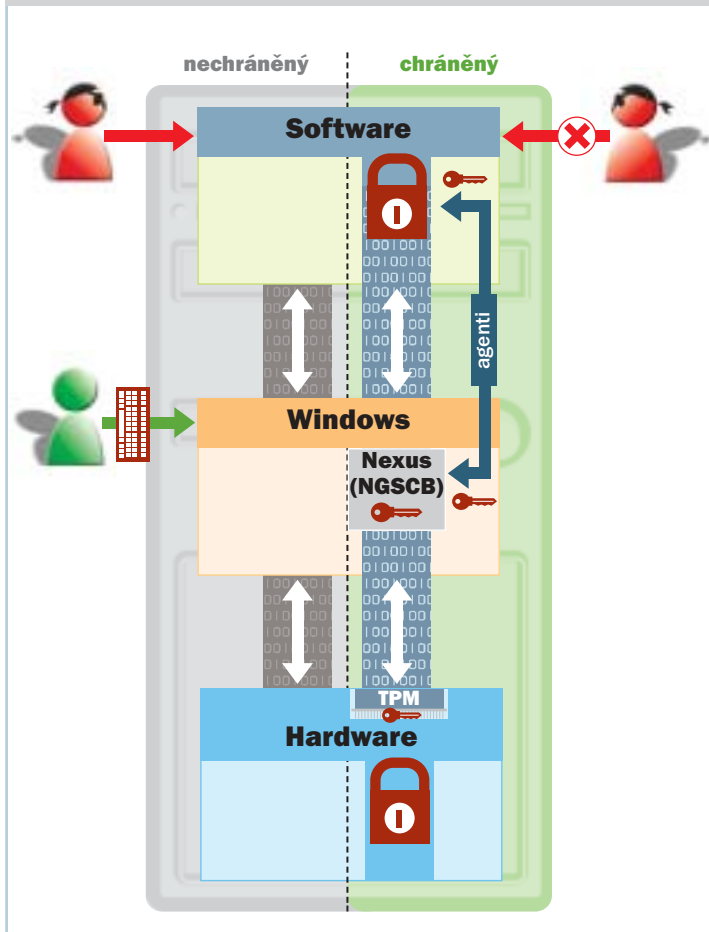 nechráněný
chráněný
Software
agenti
Windows
Nexus
(NGSCB)
TPM
Hardware